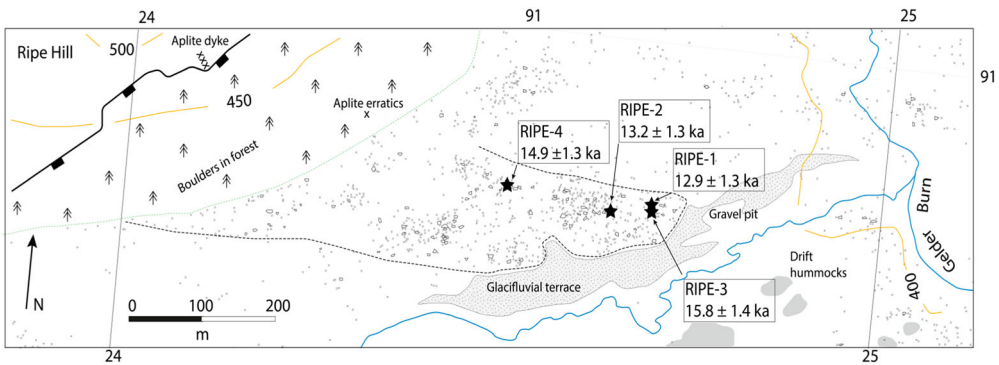 24
91
25
Ripe Hill
500
Aplite dyke
91
450
Aplite erratics
x
RIPE-2
13.2 ± 1.3 ka
RIPE-4
14.9 ±1.3 ka
RIPE-1
12.9 ± 1.3 ka
Boulders in forest
Gravel pit
Gelder Burn
N
0 100 200
m
Glacifluvial terrace
Drift
hummocks
400
RIPE-3
15.8 ± 1.4 ka
24
25